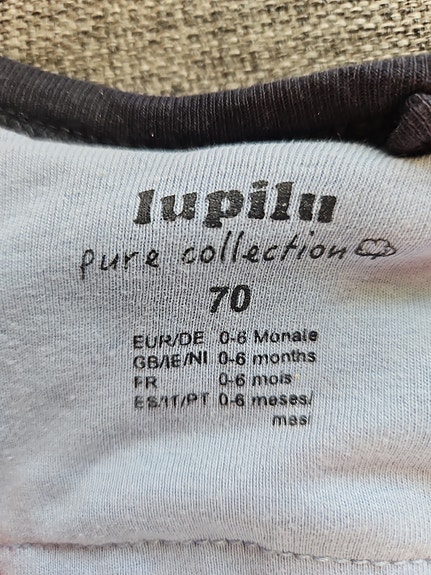 lupilu
pure collection
70
EUR/DE 0-6 Monate
GB/IE/NI 0-6 months
FR 0-6 mois
ES/IT/PT 0-6 meses/
mesi